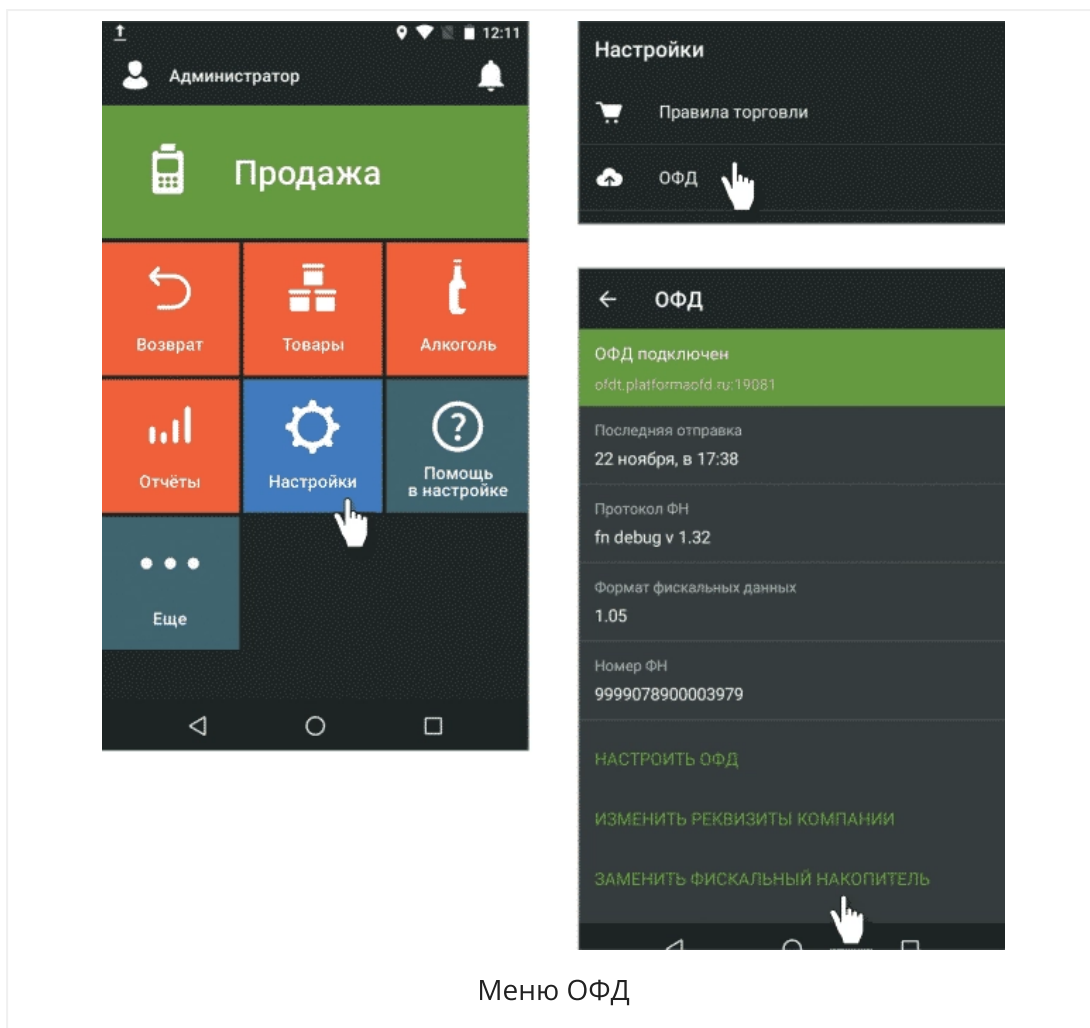 12:11
Администратор
Продажа
Возврат
Товары
Алкоголь
Отчёты
Настройки
Помощь
в настройке
Еще
Настройки
Правила торговли
ОФД
ОФД
ОФД подключен
ofdt.platformaofd.ru:19081
Последняя отправка
22 ноября, в 17:38
Протокол ФН
fn debug v 1.32
Формат фискальных данных
1.05
Номер ФН
9999078900003979
НАСТРОИТЬ ОФД
ИЗМЕНИТЬ РЕКВИЗИТЫ КОМПАНИИ
ЗАМЕНИТЬ ФИСКАЛЬНЫЙ НАКОПИТЕЛЬ
Меню ОФД